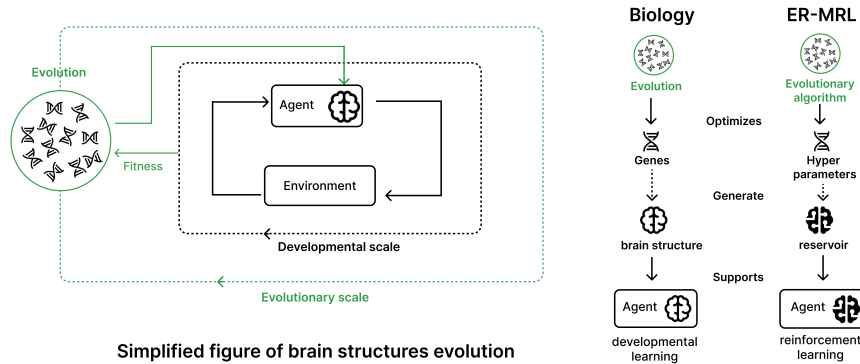 Evolution
Agent
Fitness
Environment
Developmental scale
Evolutionary scale
Simplified figure of brain structures evolution
Biology
ER-MRL
Evolution
Evolutionary
algorithm
Optimizes
Genes
Hyper
parameters
Generate
brain structure
reservoir
Supports
Agent
Agent
developmental
learning
reinforcement
learning